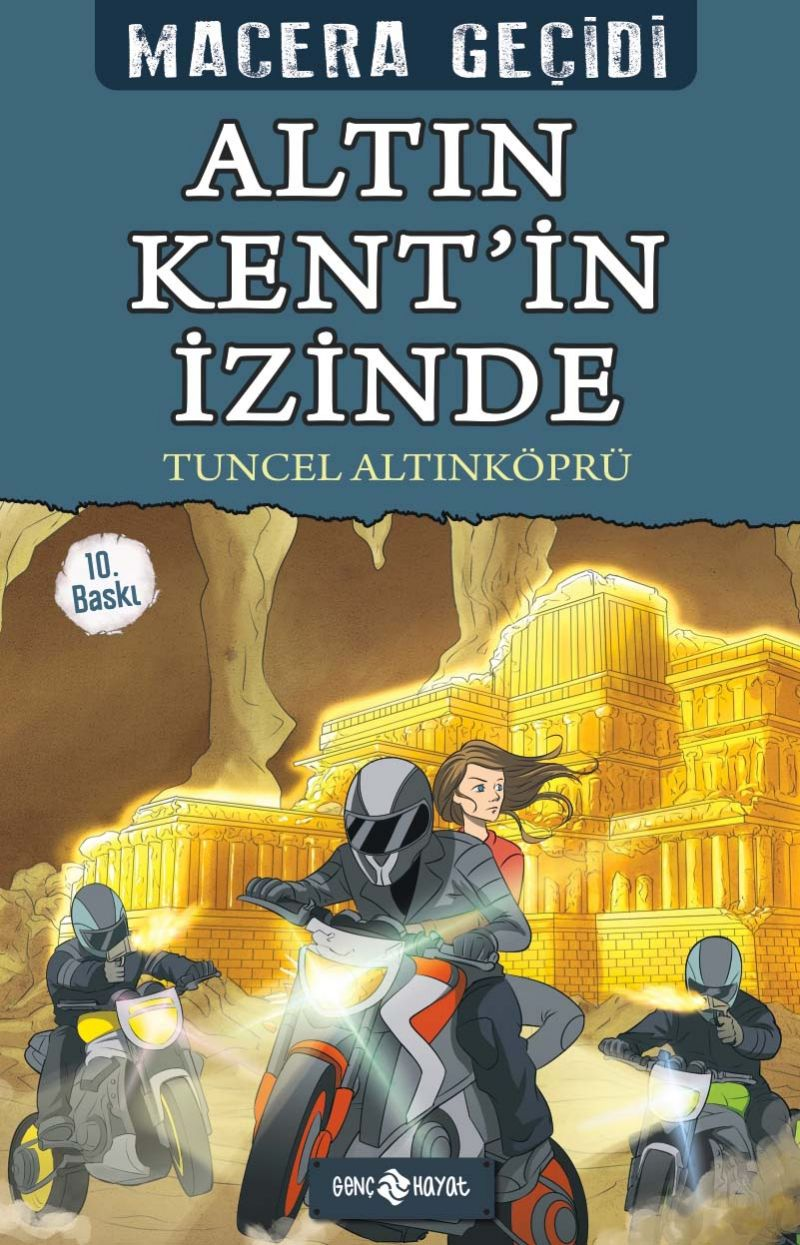 MACERA GEÇİDİ
ALTIN
KENT’İN
İZİNDE
TUNCEL ALTINKÖPRÜ
10.
Baskı
GENÇ HAYAT